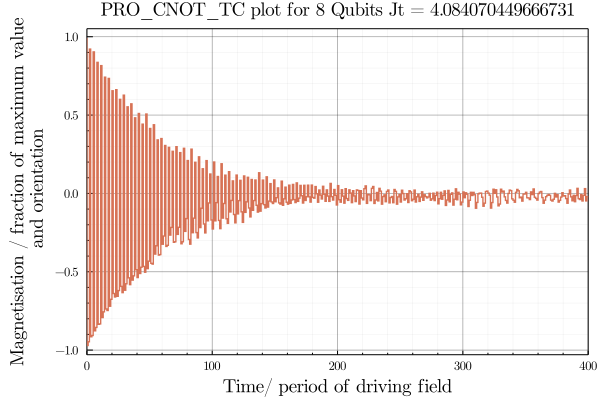 PRO_CNOT_TC plot for 8 Qubits Jt = 4.084070449666731
Magnetisation / fraction of maximum value
and orientation
1.0
0.5
0.0
−0.5
−1.0
0 100 200 300 400
Time/ period of driving field